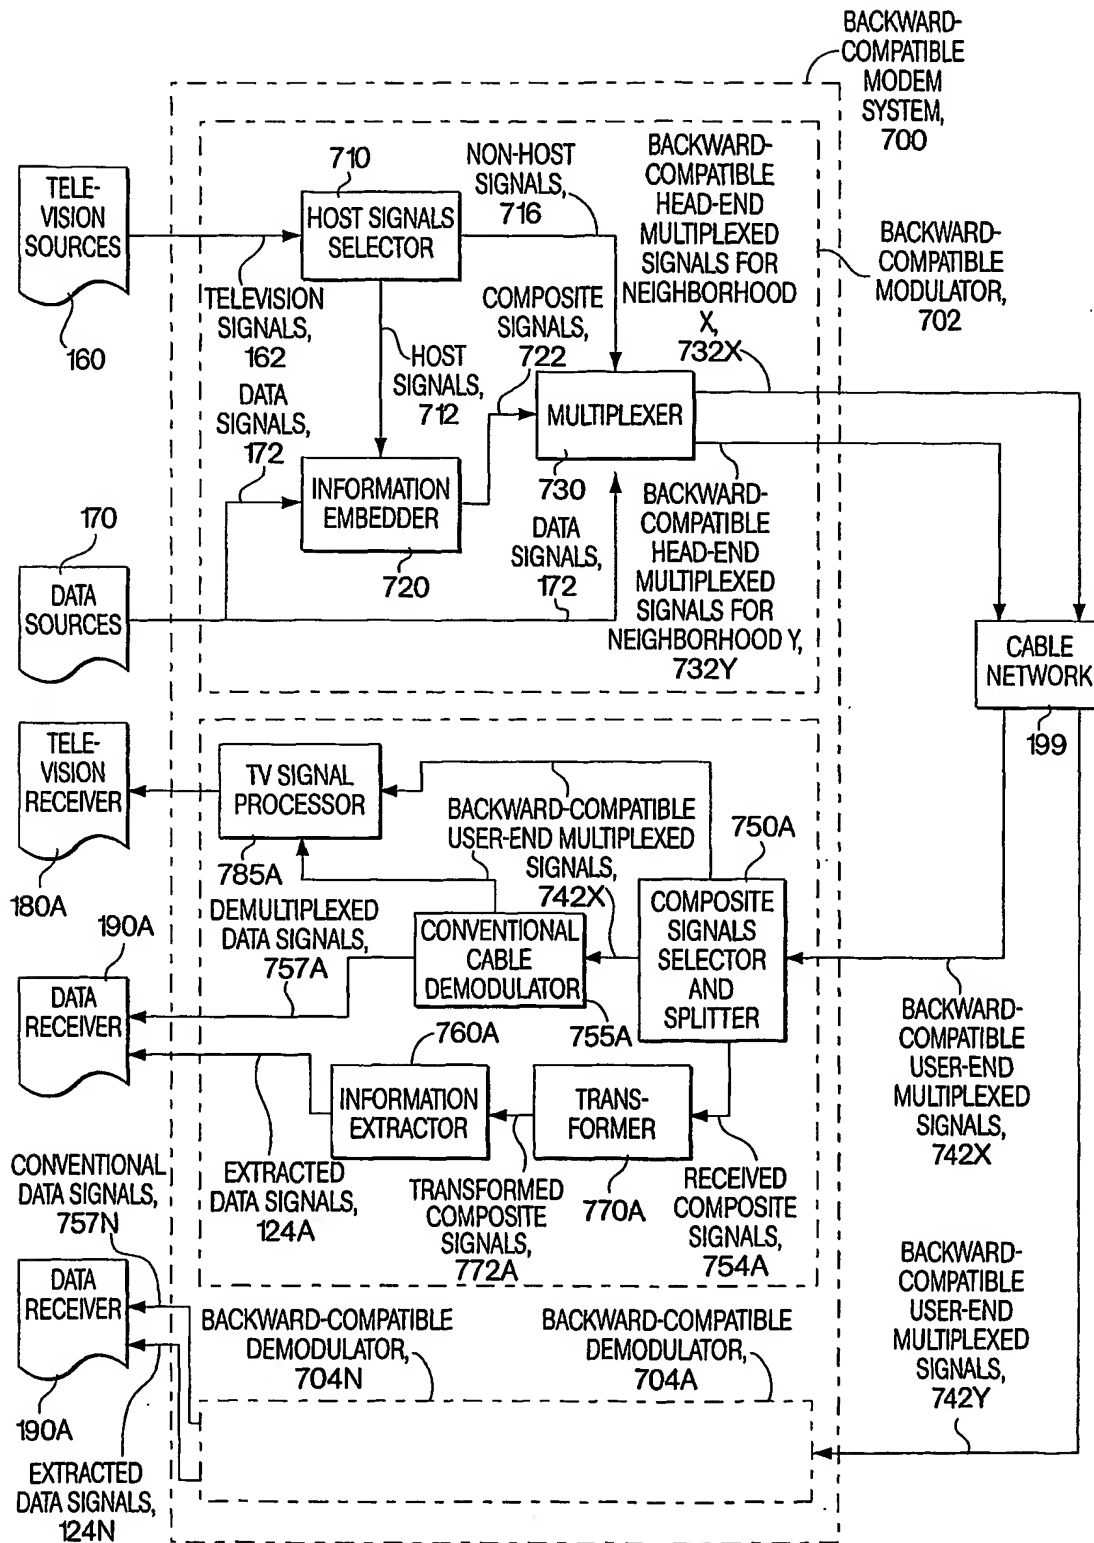 BACKWARD-
COMPATIBLE
MODEM
SYSTEM,
700
TELE-
VISION
SOURCES
160
710
HOST SIGNALS
SELECTOR
NON-HOST
SIGNALS,
716
BACKWARD-
COMPATIBLE
HEAD-END
MULTIPLEXED
SIGNALS FOR
NEIGHBORHOOD
X,
732X
BACKWARD-
COMPATIBLE
MODULATOR,
702
TELEVISION
SIGNALS,
162
HOST
SIGNALS,
712
COMPOSITE
SIGNALS,
722
DATA
SIGNALS,
172
MULTIPLEXER
730
INFORMATION
EMBEDDER
720
DATA
SIGNALS,
172
BACKWARD-
COMPATIBLE
HEAD-END
MULTIPLEXED
SIGNALS FOR
NEIGHBORHOOD Y,
732Y
170
DATA
SOURCES
CABLE
NETWORK
199
TELE-
VISION
RECEIVER
180A
TV SIGNAL
PROCESSOR
785A
BACKWARD-COMPATIBLE
USER-END MULTIPLEXED
SIGNALS,
742X
750A
COMPOSITE
SIGNALS
SELECTOR
AND
SPLITTER
190A
DATA
RECEIVER
DEMULTIPLEXED
DATA SIGNALS,
757A
CONVENTIONAL
CABLE
DEMODULATOR
755A
760A
INFORMATION
EXTRACTOR
TRANS-
FORMER
770A
BACKWARD-
COMPATIBLE
USER-END
MULTIPLEXED
SIGNALS,
742X
EXTRACTED
DATA SIGNALS,
124A
TRANSFORMED
COMPOSITE
SIGNALS,
772A
RECEIVED
COMPOSITE
SIGNALS,
754A
CONVENTIONAL
DATA SIGNALS,
757N
DATA
RECEIVER
190A
EXTRACTED
DATA SIGNALS,
124N
BACKWARD-COMPATIBLE
DEMODULATOR,
704N
BACKWARD-COMPATIBLE
DEMODULATOR,
704A
BACKWARD-
COMPATIBLE
USER-END
MULTIPLEXED
SIGNALS,
742Y